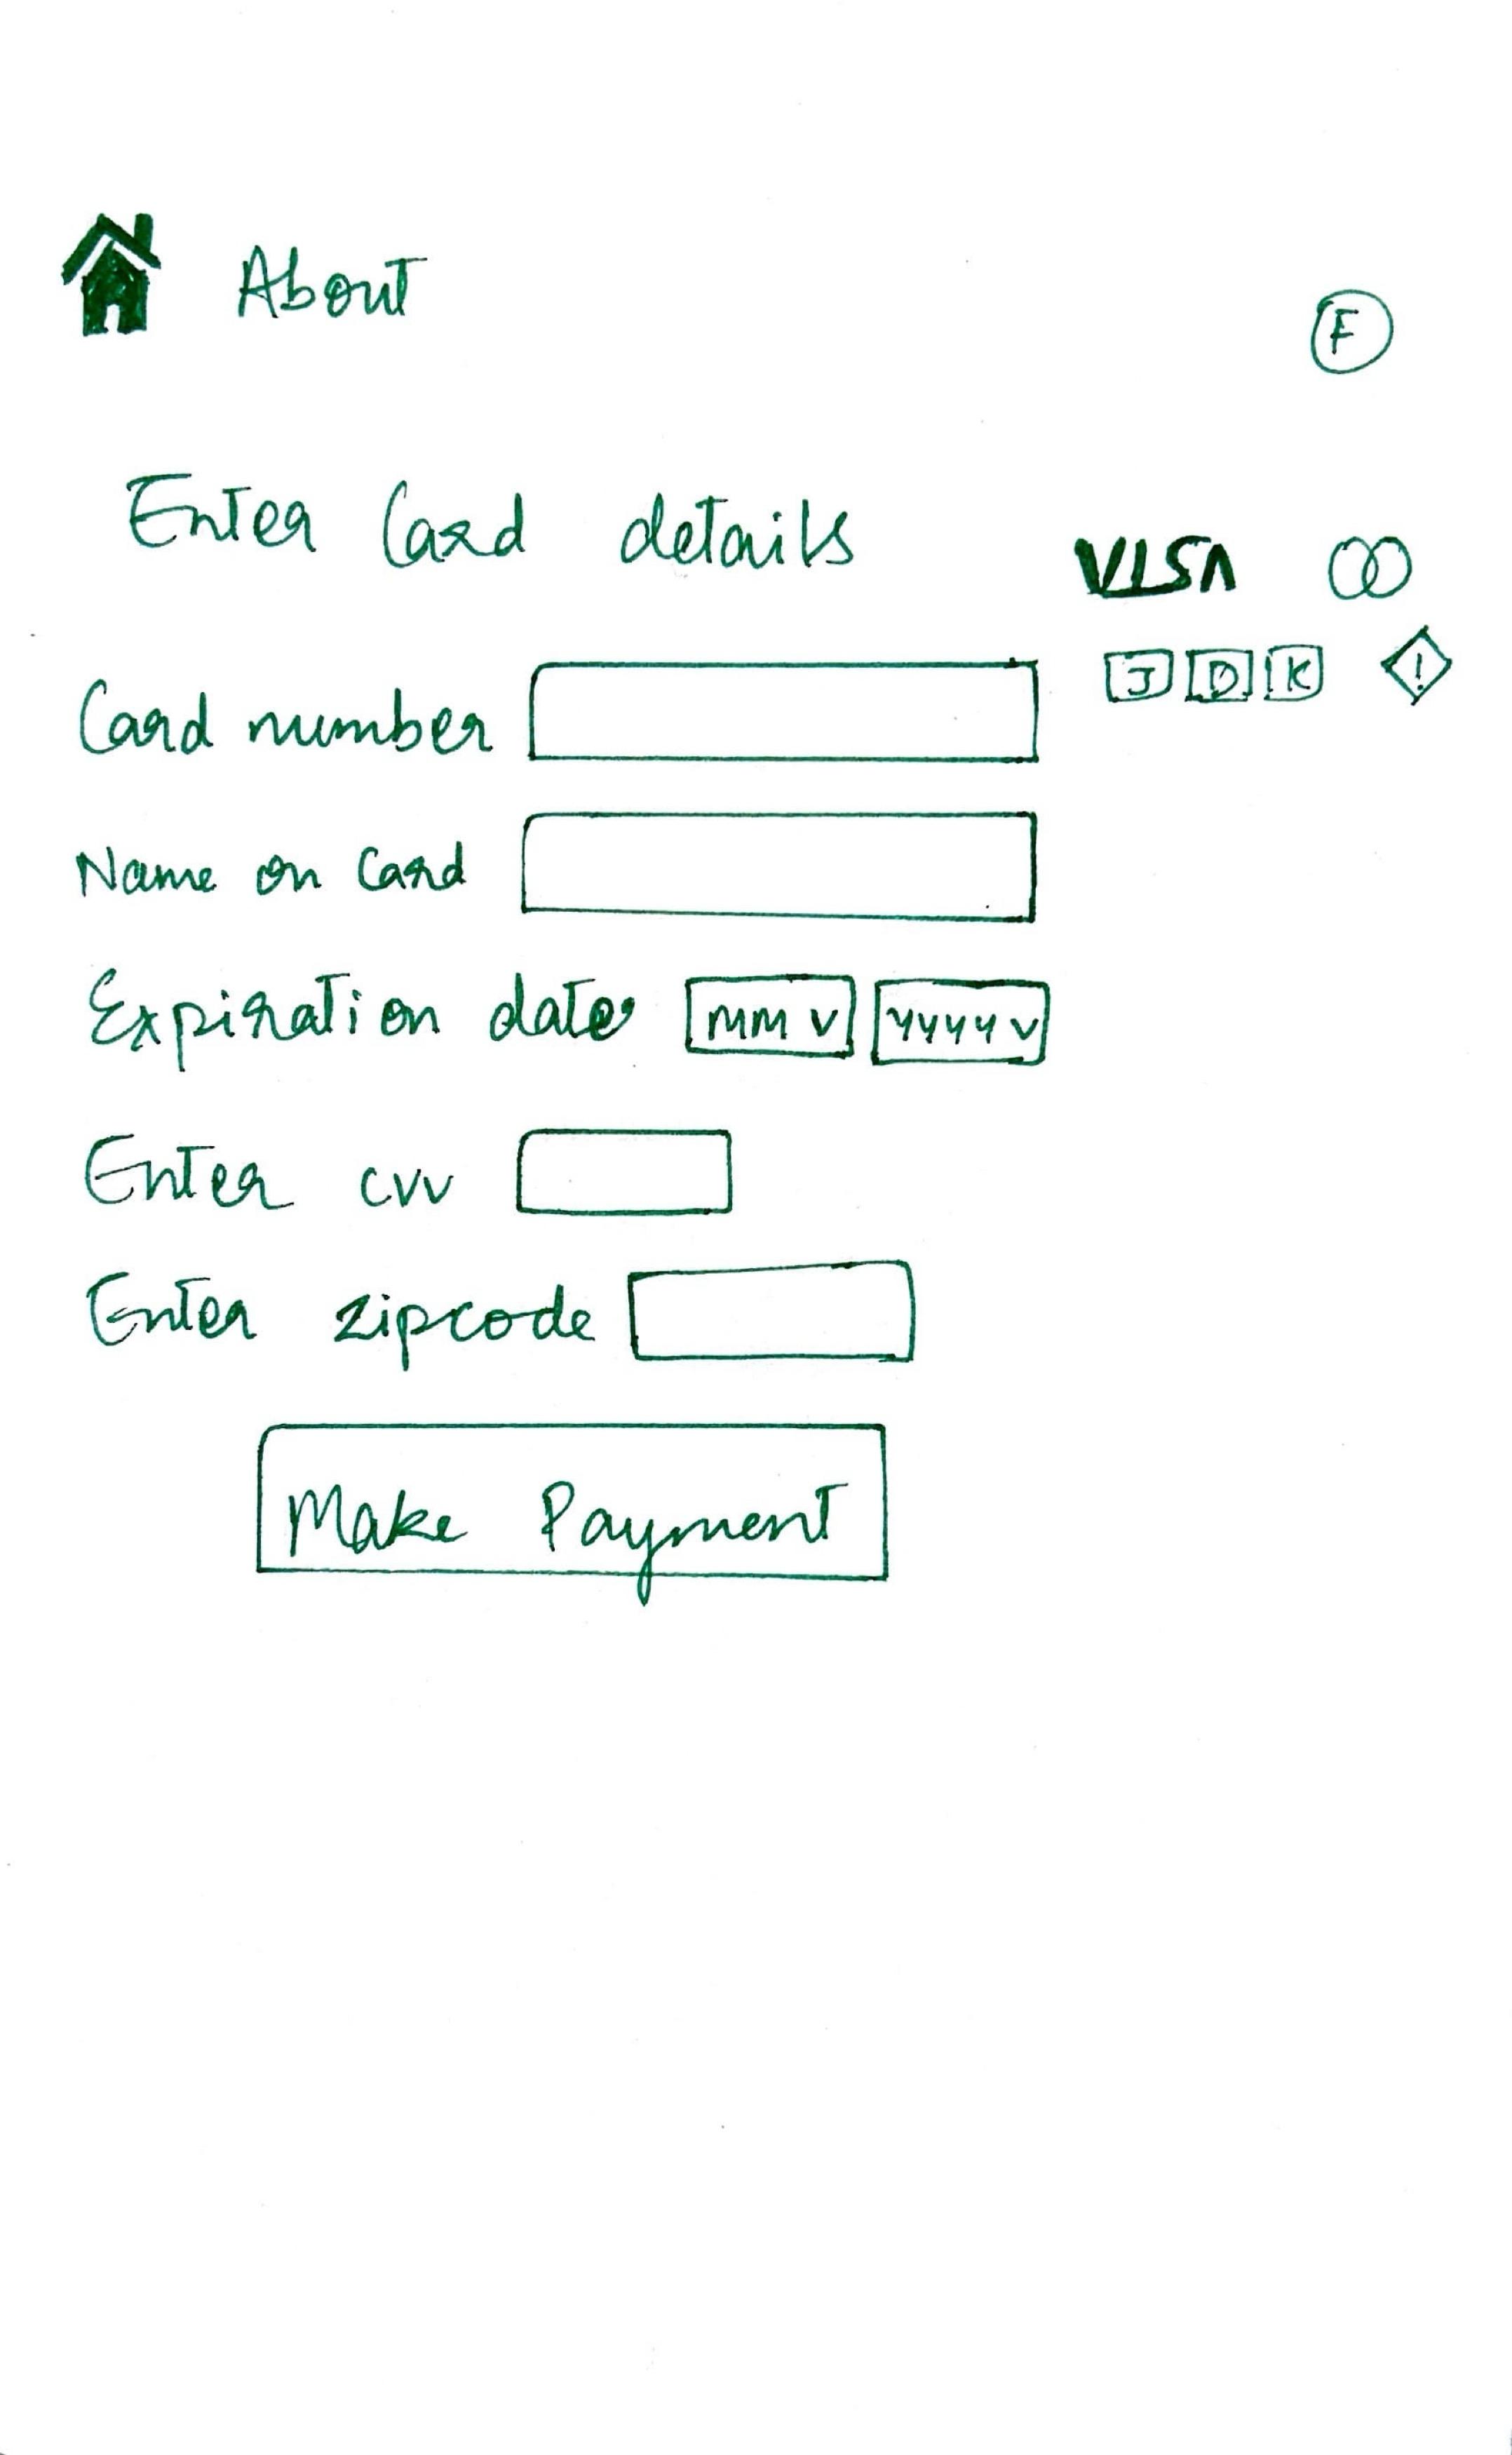 About
F
Enter Card details
VISA
J D K !
Card number
Name on Card
Expiration date MM v YYYY v
Enter cvv
Enter zipcode
Make Payment